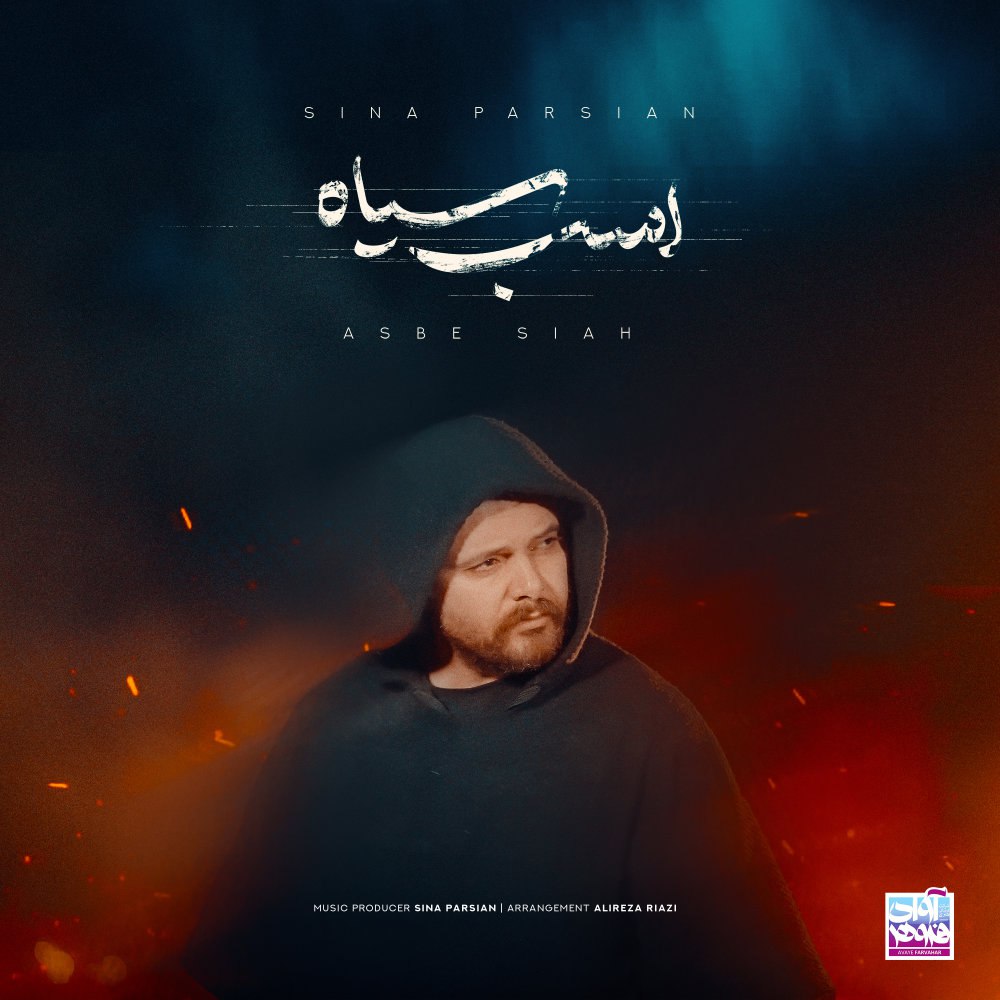 SINA PARSIAN
اسب سیاه
ASBE SIAH
MUSIC PRODUCER SINA PARSIAN | ARRANGEMENT ALIREZA RIAZI
آوای
فروهر
AVAYE FARVAHAR